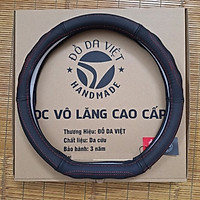 ĐỒ DA VIỆT
HANDMADE
ỌC VÔ LĂNG CAO CẤP
Thương Hiệu: ĐỒ DA VIỆT
Chất liệu: Da cừu
Bảo hành: 3 năm